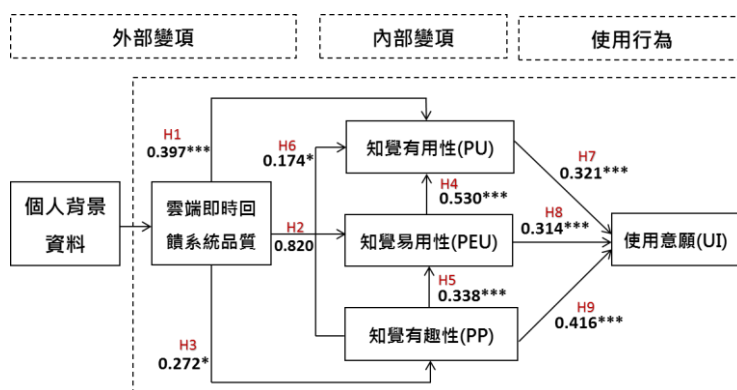 外部變項
內部變項
使用行為
H1
0.397***
H6
0.174*
知覺有用性(PU)
H7
0.321***
H4
0.530***
個人背景
資料
雲端即時回
饋系統品質
H2
0.820
知覺易用性(PEU)
H8
0.314***
使用意願(UI)
H5
0.338***
H3
0.272*
知覺有趣性(PP)
H9
0.416***